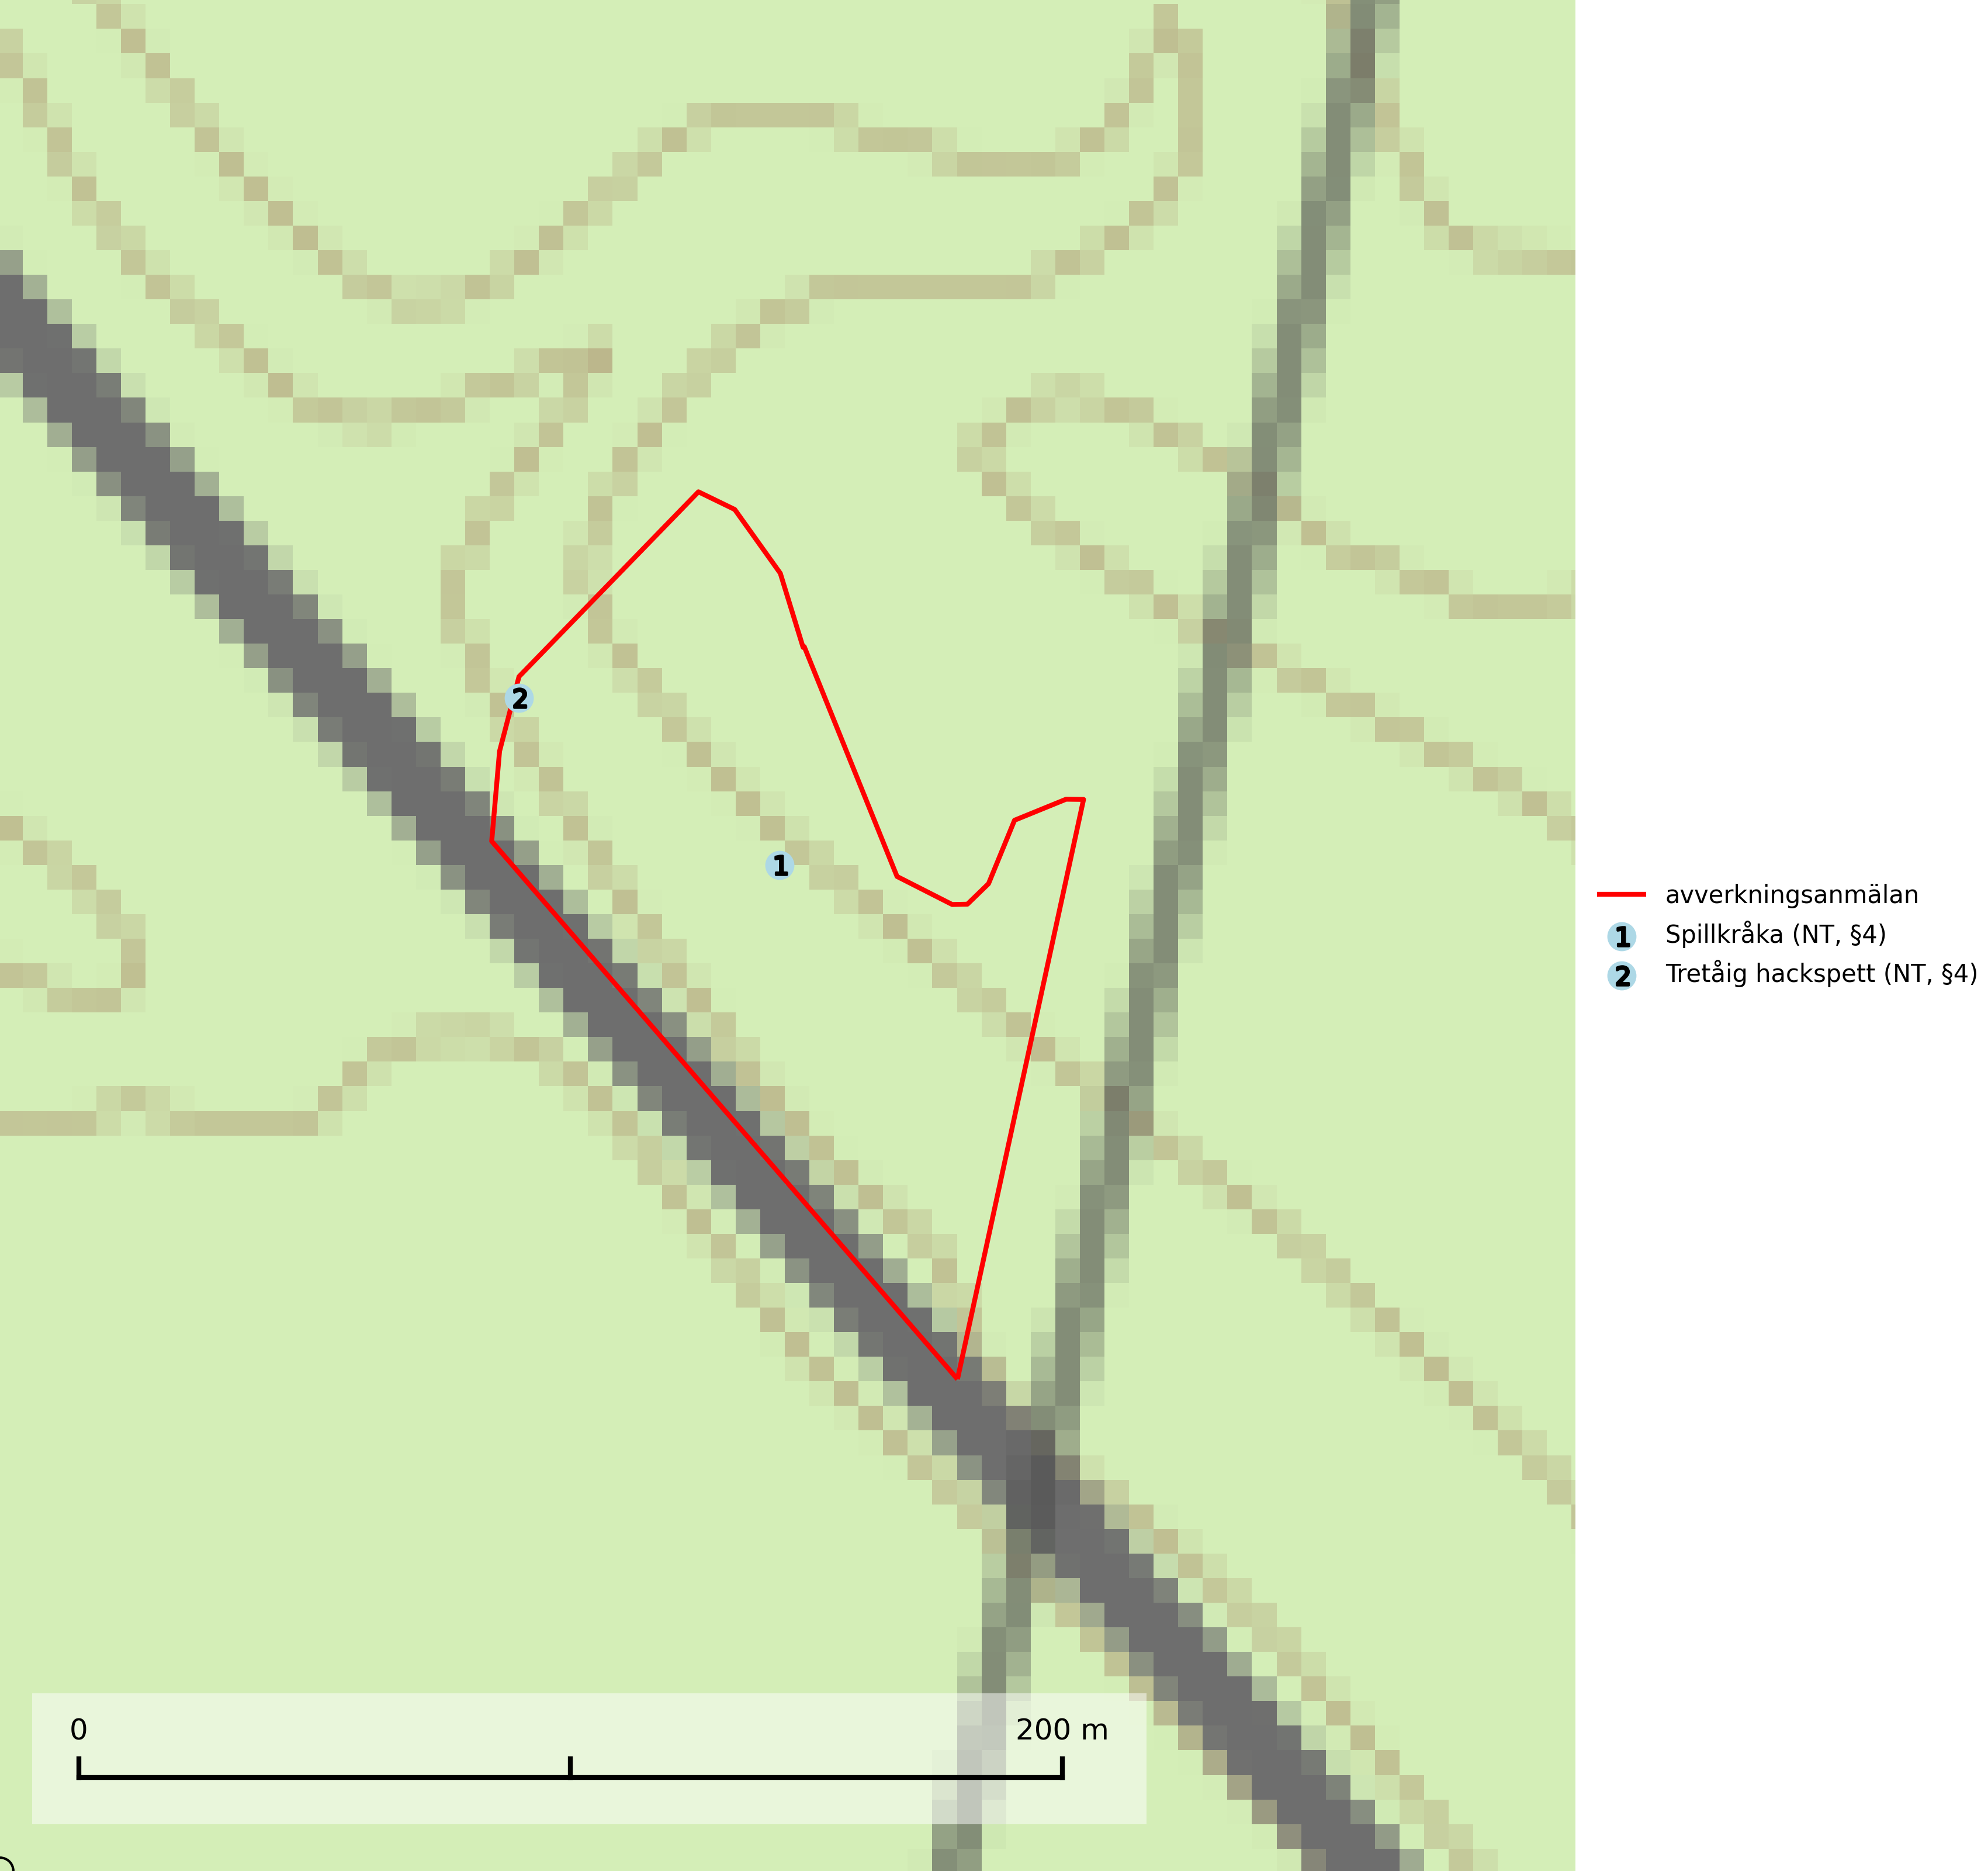 2
1
avverkningsanmälan
1 Spillkråka (NT, §4)
2 Tretåig hackspett (NT, §4)
0 200 m